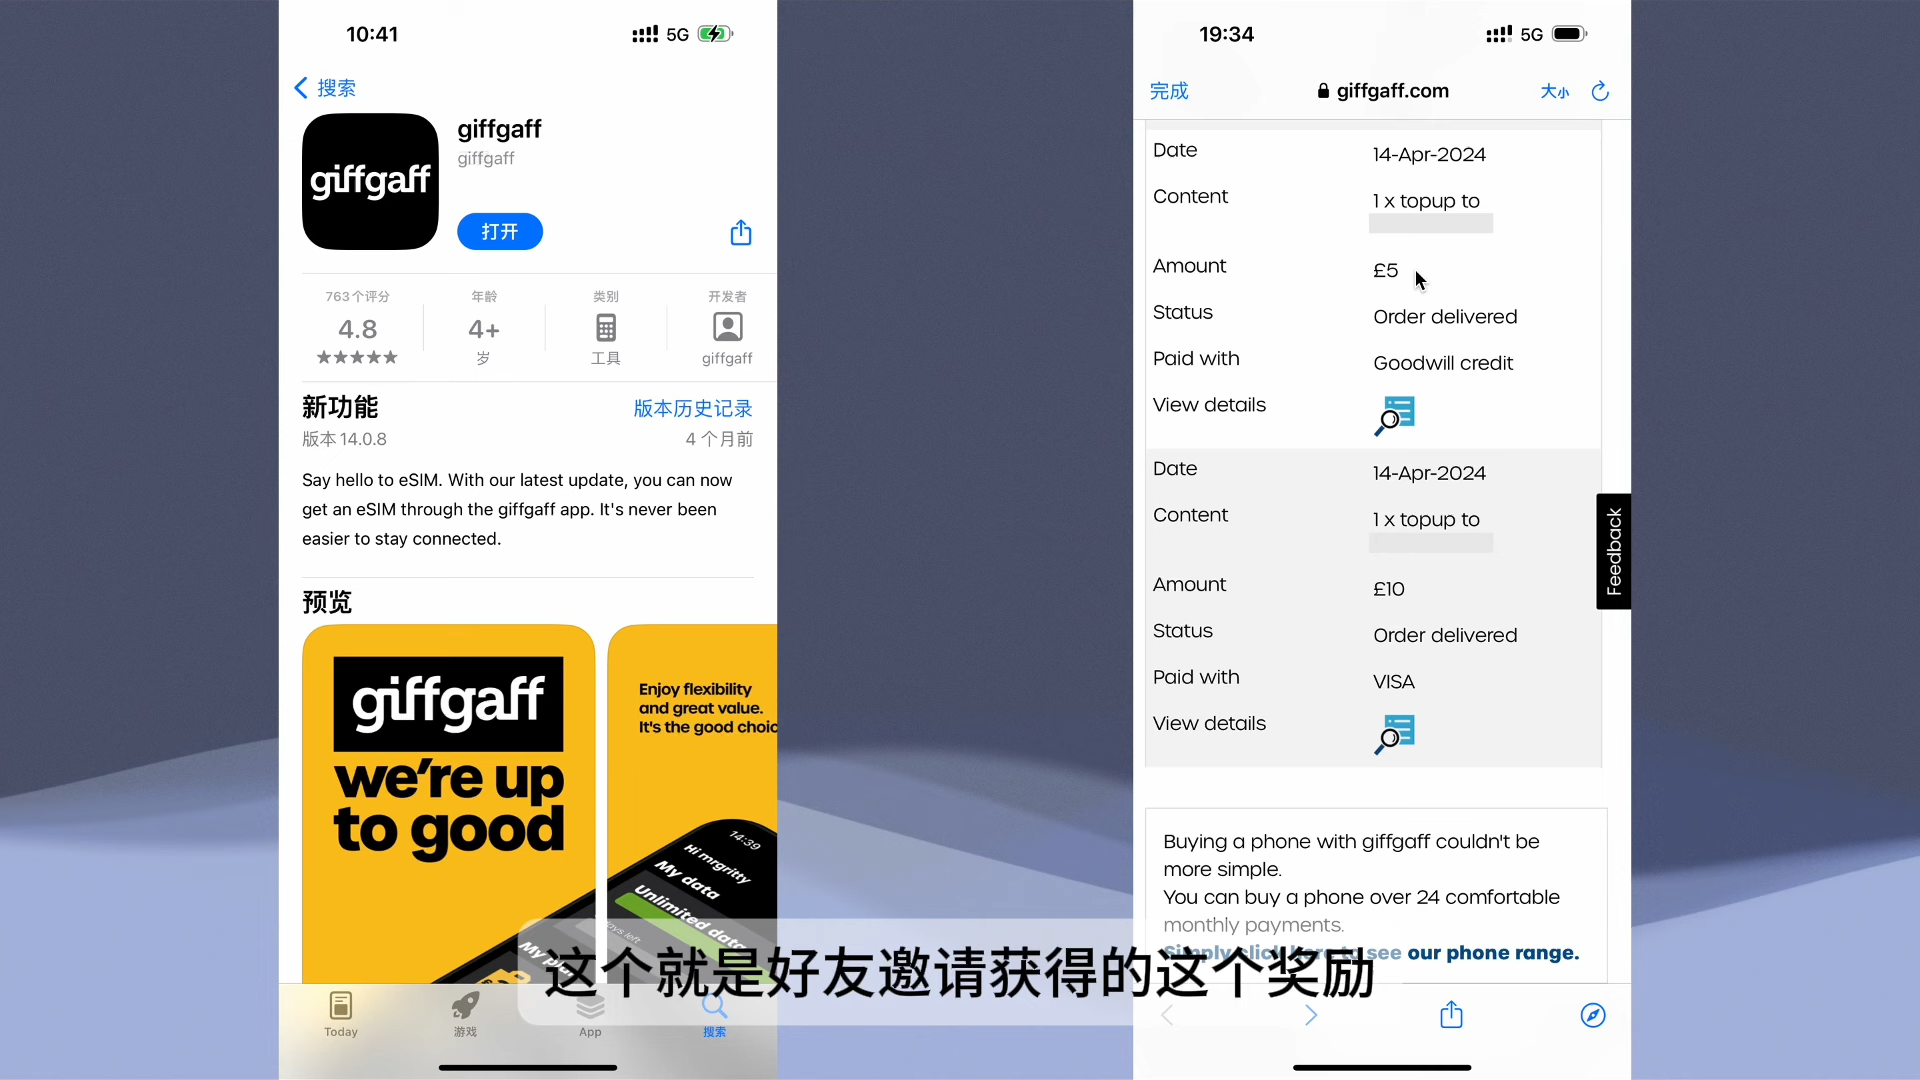 10:41
5G
搜索
giffgaff
giffgaff
giffgaff
打开
763个评分
4.8
年龄
4+
岁
类别
工具
开发者
giffgaff
新功能
版本历史记录
版本 14.0.8
4 个月前
Say hello to eSIM. With our latest update, you can now
get an eSIM through the giffgaff app. It's never been
easier to stay connected.
预览
giffgaff
we're up
to good
Enjoy flexibility
and great value.
It's the good choic
14:39
Hi mrgritty
My data
Unlimited data
days left
My plan
Today
游戏
App
搜索
19:34
5G
完成
giffgaff.com
大小
Date
14-Apr-2024
Content
1 x topup to
Amount
£5
Status
Order delivered
Paid with
Goodwill credit
View details
Date
14-Apr-2024
Content
1 x topup to
Amount
£10
Status
Order delivered
Paid with
VISA
View details
Feedback
Buying a phone with giffgaff couldn't be
more simple.
You can buy a phone over 24 comfortable
monthly payments.
Simply click here to see our phone range.
这个就是好友邀请获得的这个奖励